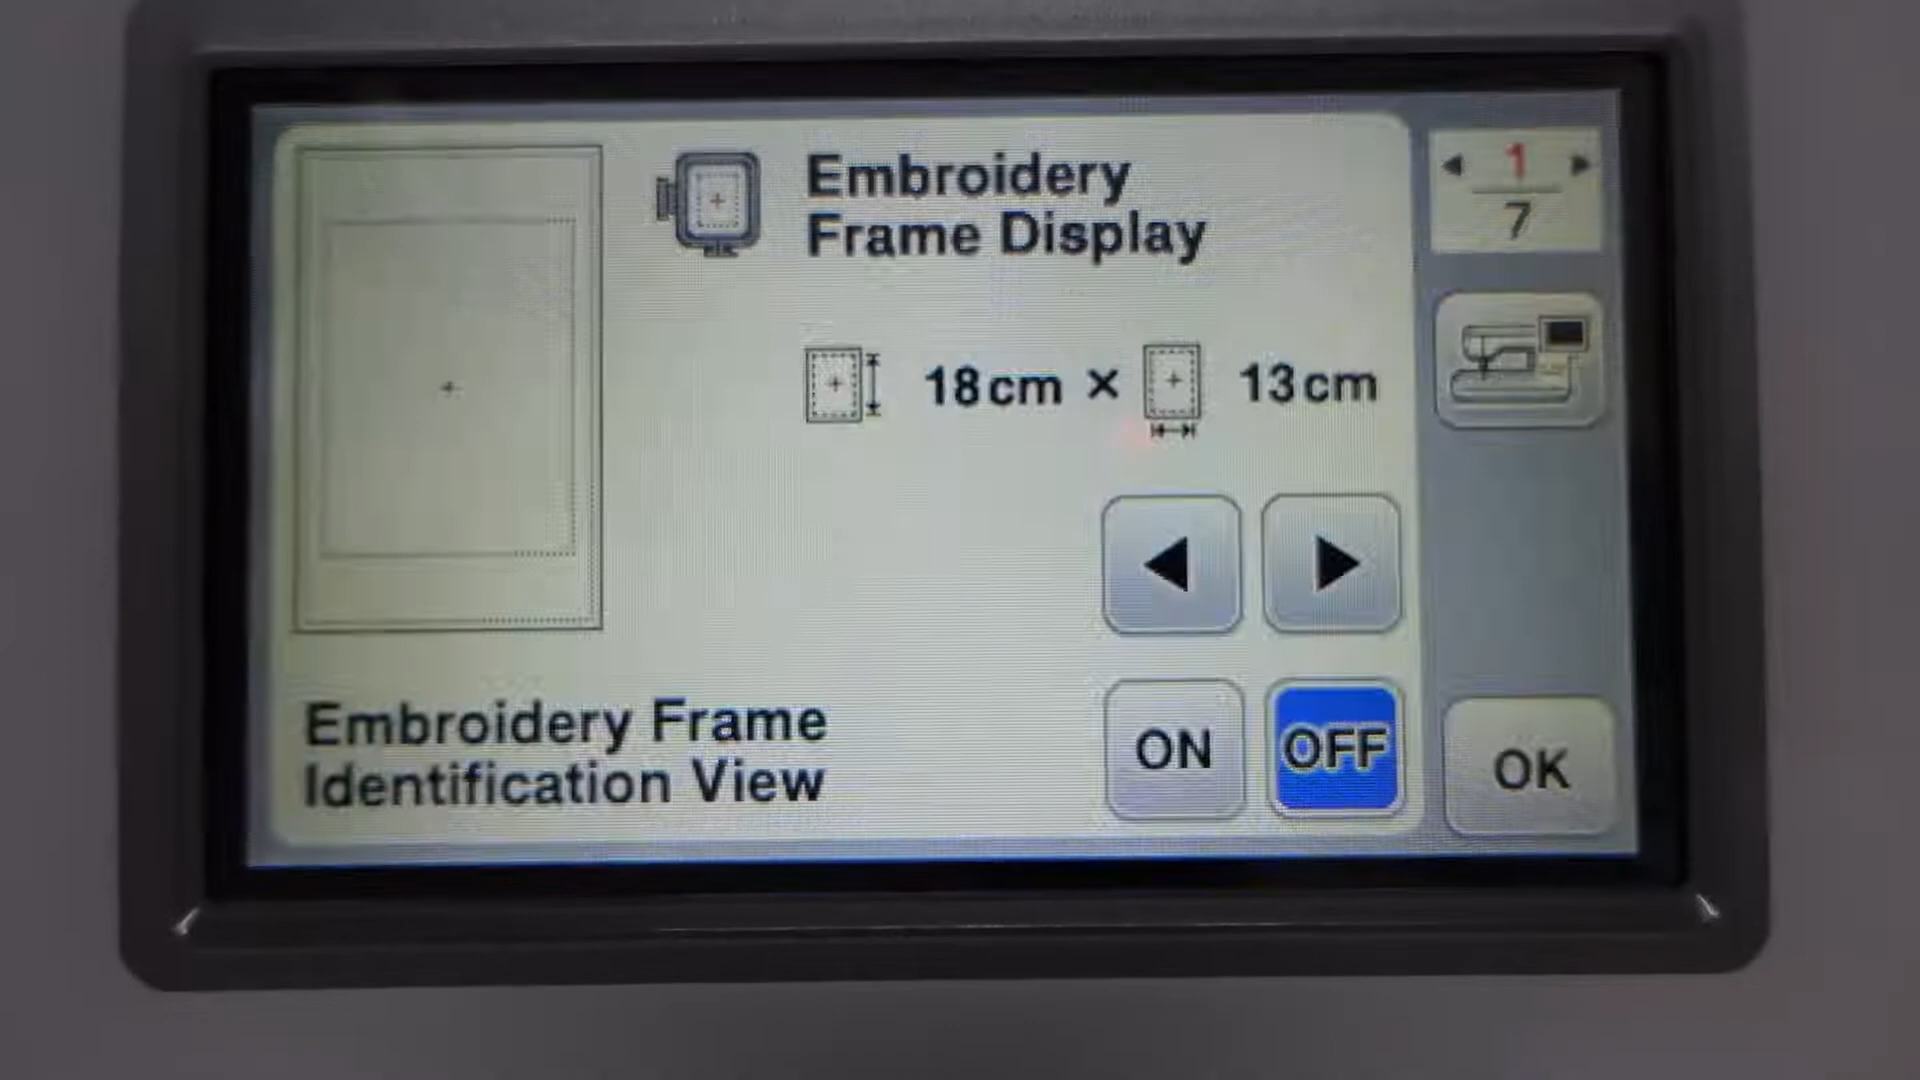 Embroidery
Frame Display
1
7
18cm × 13cm
Embroidery Frame
Identification View
ON OFF OK